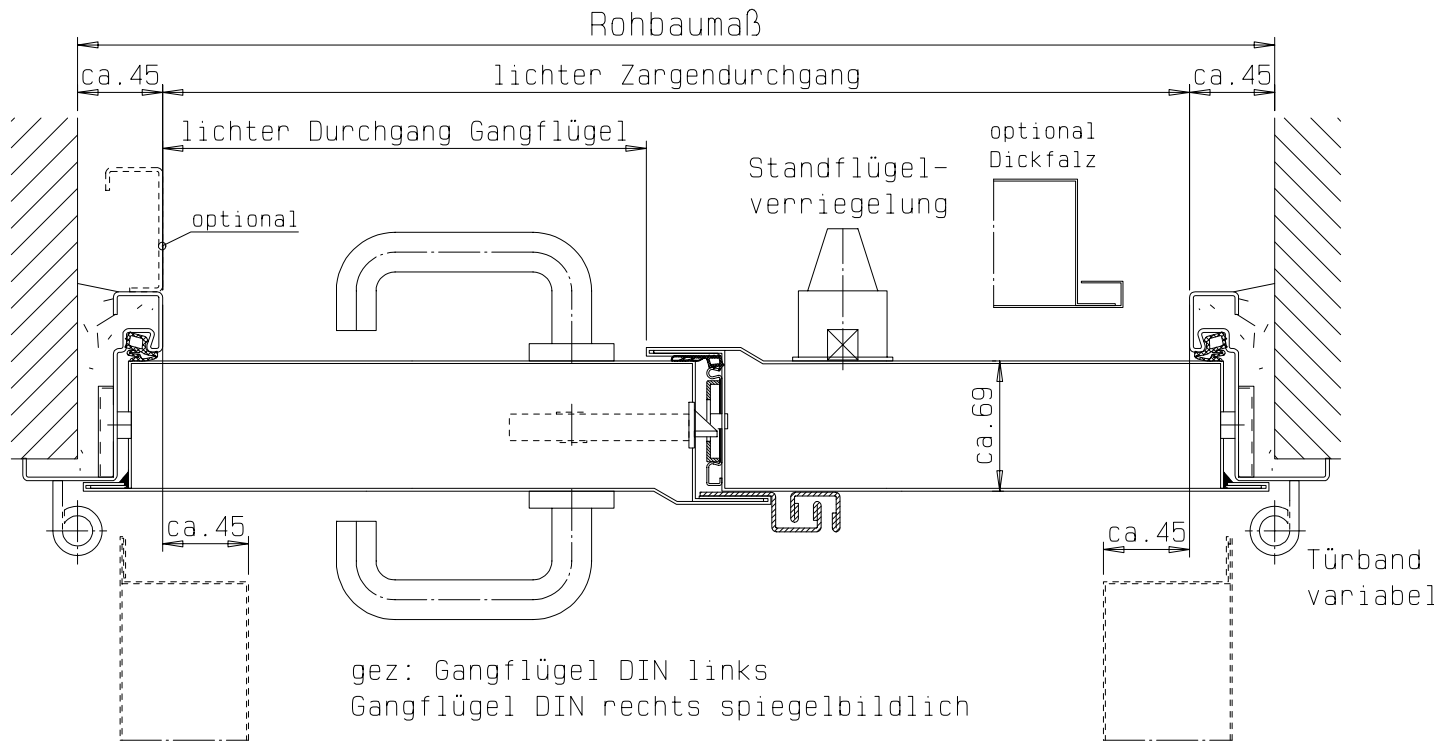 Rohbaumaß
ca.45
lichter Zargendurchgang
ca.45
lichter Durchgang Gangflügel
optional
Dickfalz
Standflügel-
verriegelung
optional
ca.69
ca.45
ca.45
Türband
variabel
gez: Gangflügel DIN links
Gangflügel DIN rechts spiegelbildlich